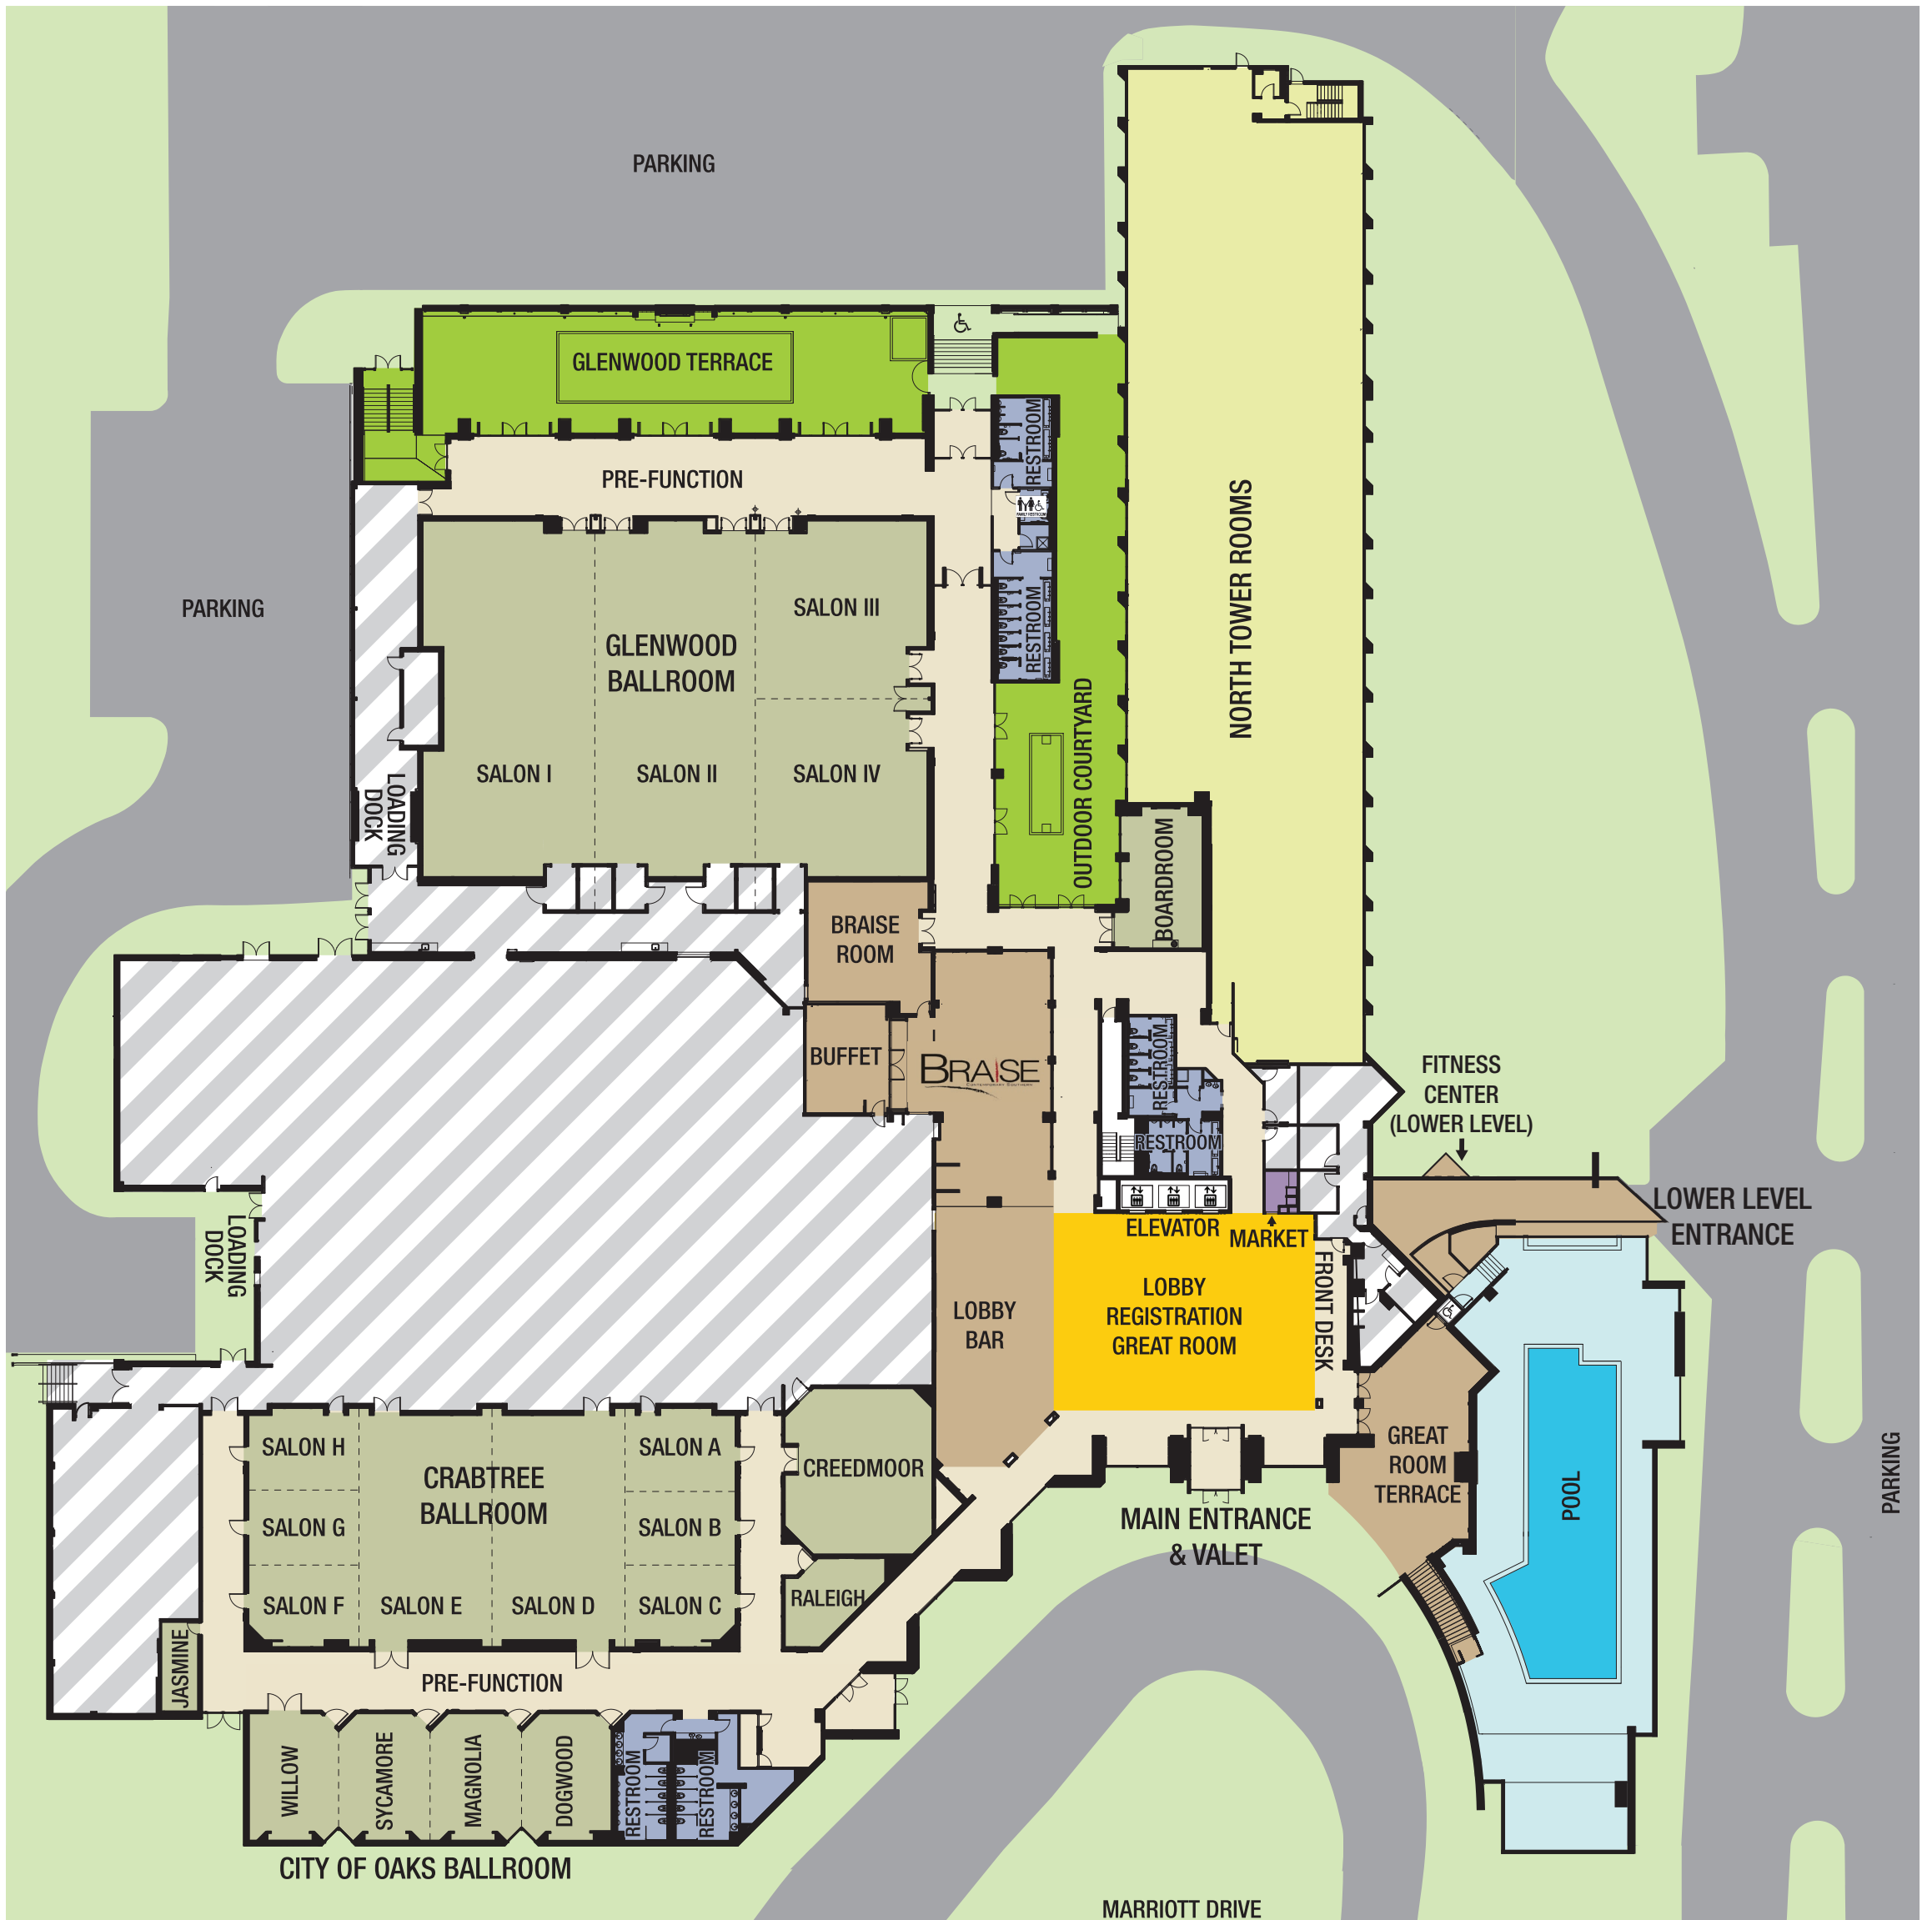 PARKING
GLENWOOD TERRACE
PRE-FUNCTION
RESTROOM
FAMILY RESTROOM
RESTROOM
NORTH TOWER ROOMS
PARKING
SALON III
GLENWOOD
BALLROOM
SALON I
SALON II
SALON IV
LOADING
DOCK
OUTDOOR COURTYARD
BOARDROOM
BRAISE
ROOM
BUFFET
BRAISE
RESTROOM
RESTROOM
FITNESS
CENTER
(LOWER LEVEL)
LOWER LEVEL
ENTRANCE
ELEVATOR
MARKET
LOADING
DOCK
LOBBY
BAR
LOBBY
REGISTRATION
GREAT ROOM
FRONT DESK
SALON H
SALON A
CRABTREE
BALLROOM
CREEDMOOR
GREAT
ROOM
TERRACE
POOL
PARKING
SALON G
SALON B
MAIN ENTRANCE
& VALET
SALON F
SALON E
SALON D
SALON C
RALEIGH
JASMINE
PRE-FUNCTION
WILLOW
SYCAMORE
MAGNOLIA
DOGWOOD
RESTROOM
RESTROOM
CITY OF OAKS BALLROOM
MARRIOTT DRIVE